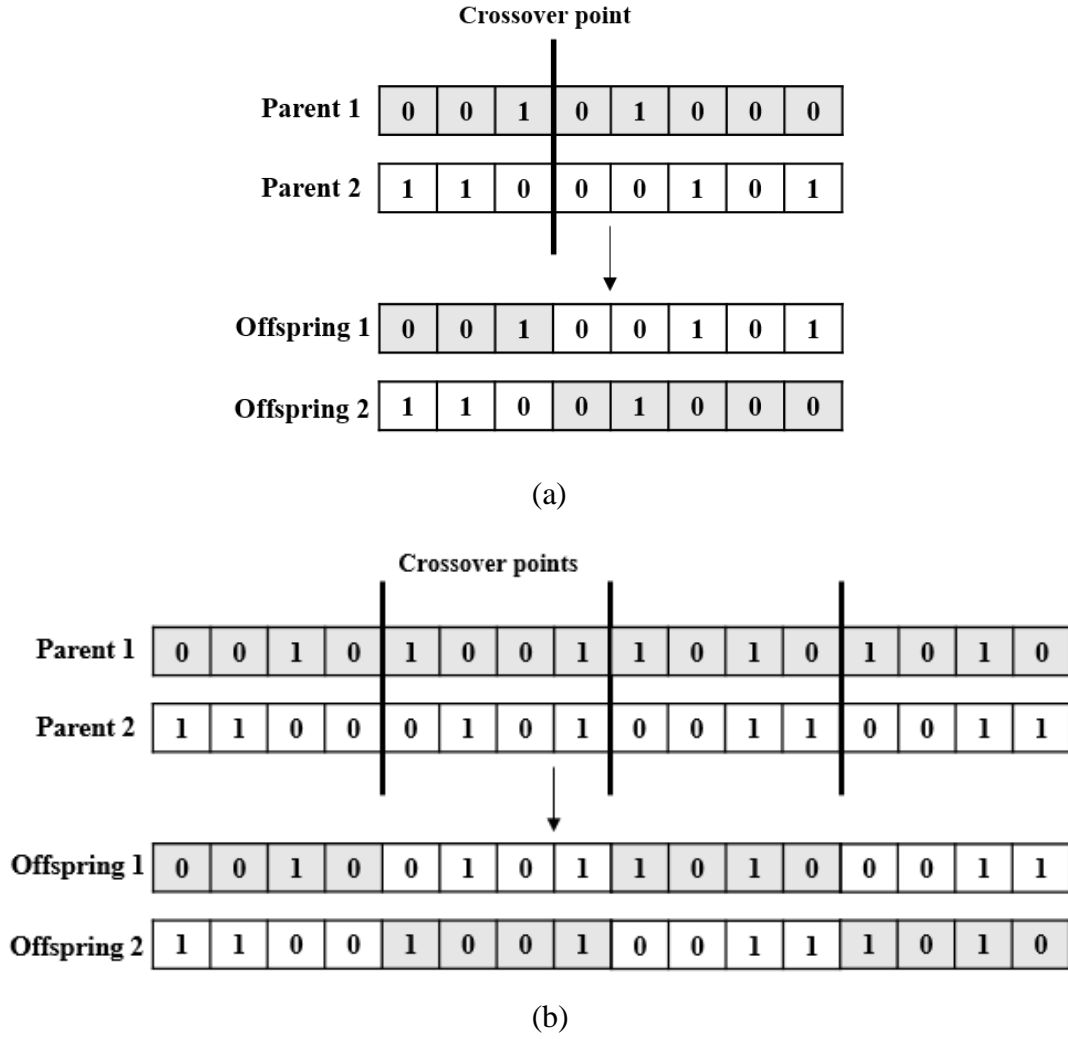 Crossover point
Parent 1 0 0 1 0 1 0 0 0
Parent 2 1 1 0 0 0 1 0 1
Offspring 1 0 0 1 0 0 1 0 1
Offspring 2 1 1 0 0 1 0 0 0
(a)
Crossover points
Parent 1 0 0 1 0 1 0 0 1 1 0 1 0 1 0 1 0
Parent 2 1 1 0 0 0 1 0 1 0 0 1 1 0 0 1 1
Offspring 1 0 0 1 0 0 1 0 1 1 0 1 0 0 0 1 1
Offspring 2 1 1 0 0 1 0 0 1 0 0 1 1 1 0 1 0
(b)